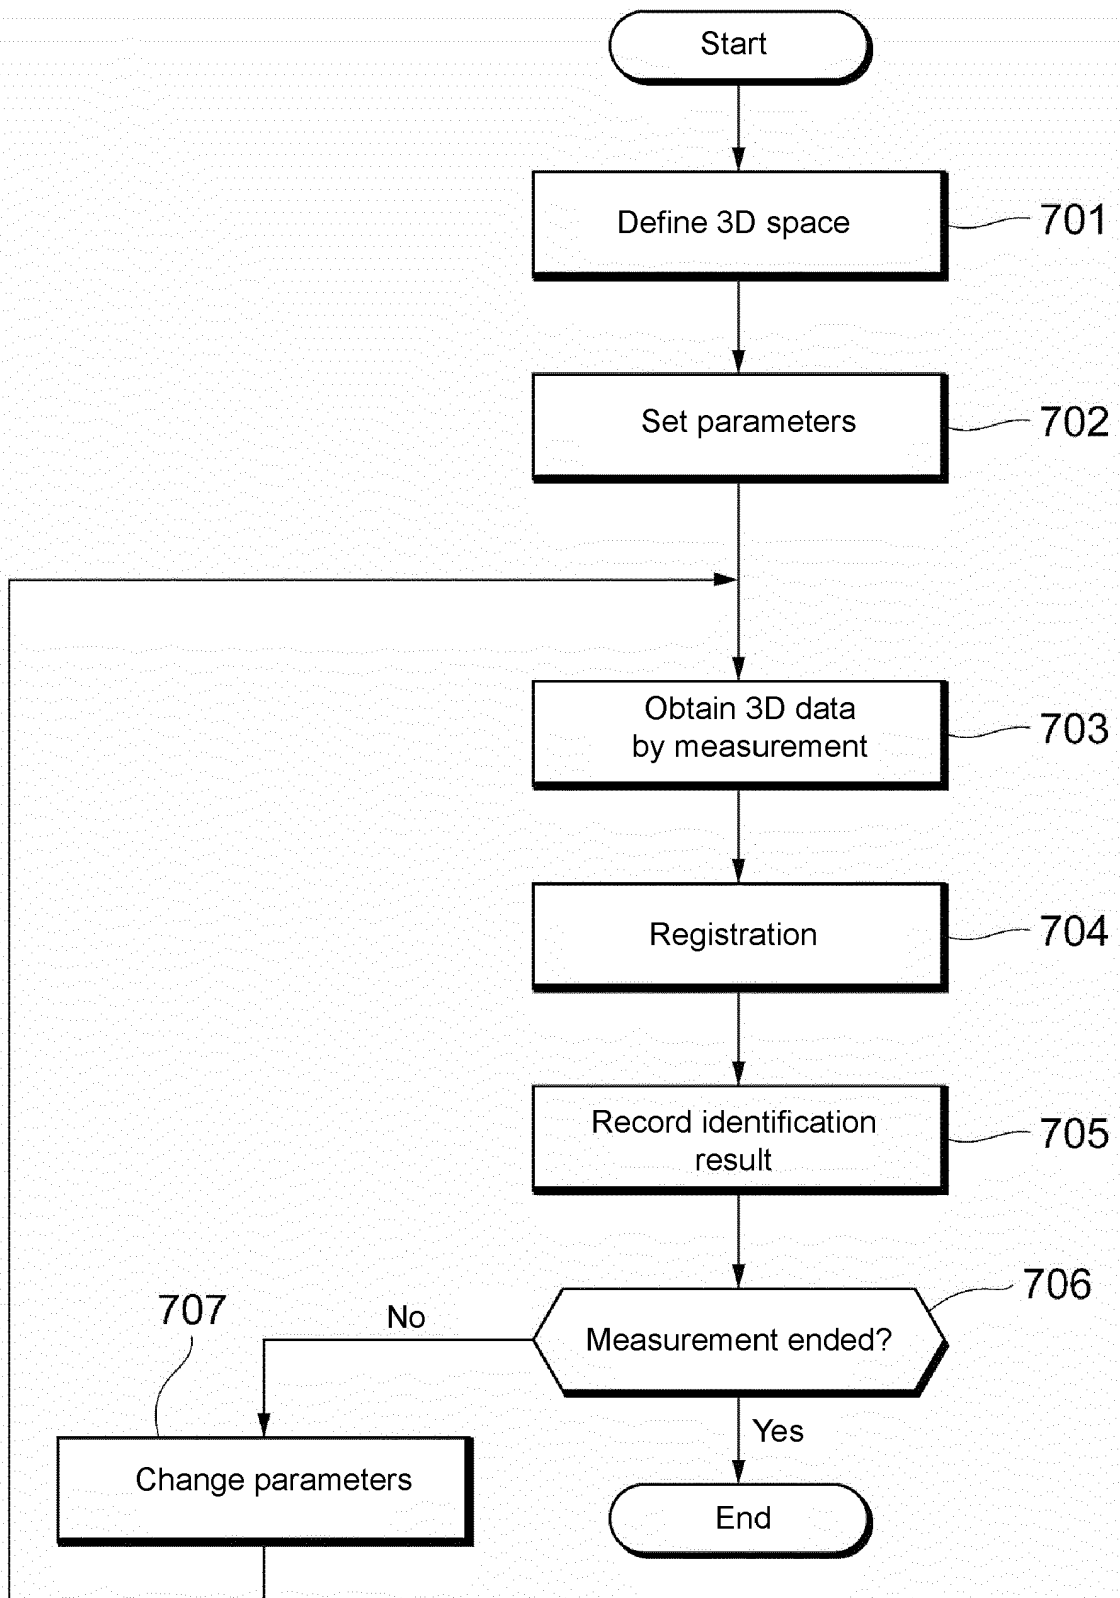 Start
Define 3D space
701
Set parameters
702
Obtain 3D data
by measurement
703
Registration
704
Record identification
result
705
Measurement ended?
706
No
707
Yes
Change parameters
End